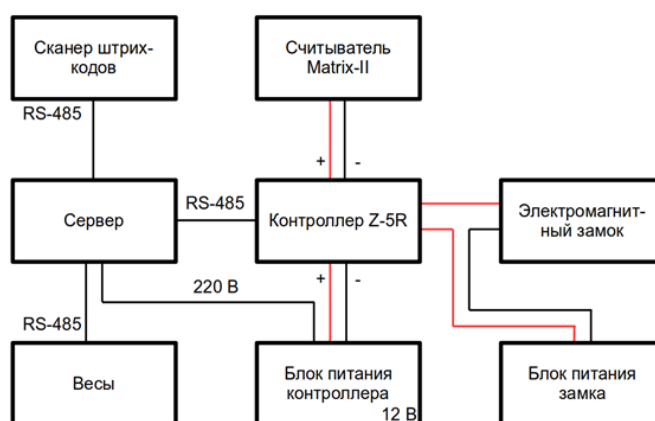 Сканер штрих-
кодов
Считыватель
Matrix-II
RS-485
+
-
Сервер
RS-485
Контроллер Z-5R
Электромагнит-
ный замок
220 В
+
-
RS-485
Весы
Блок питания
контроллера
12 В
Блок питания
замка